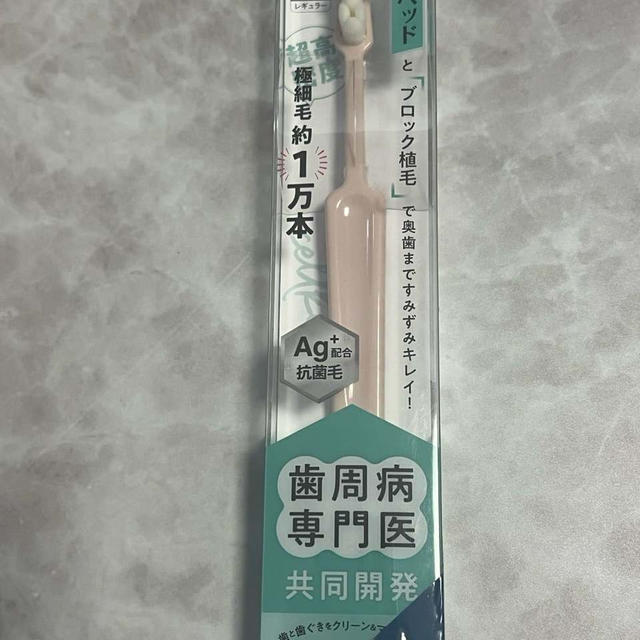 レギュラー
超高密度
極細毛約1万本
ヘッドと「ブロック植毛」で奥歯まですみずみキレイ!
Ag+配合
抗菌毛
歯周病
専門医
共同開発
歯と歯ぐきをクリーン&